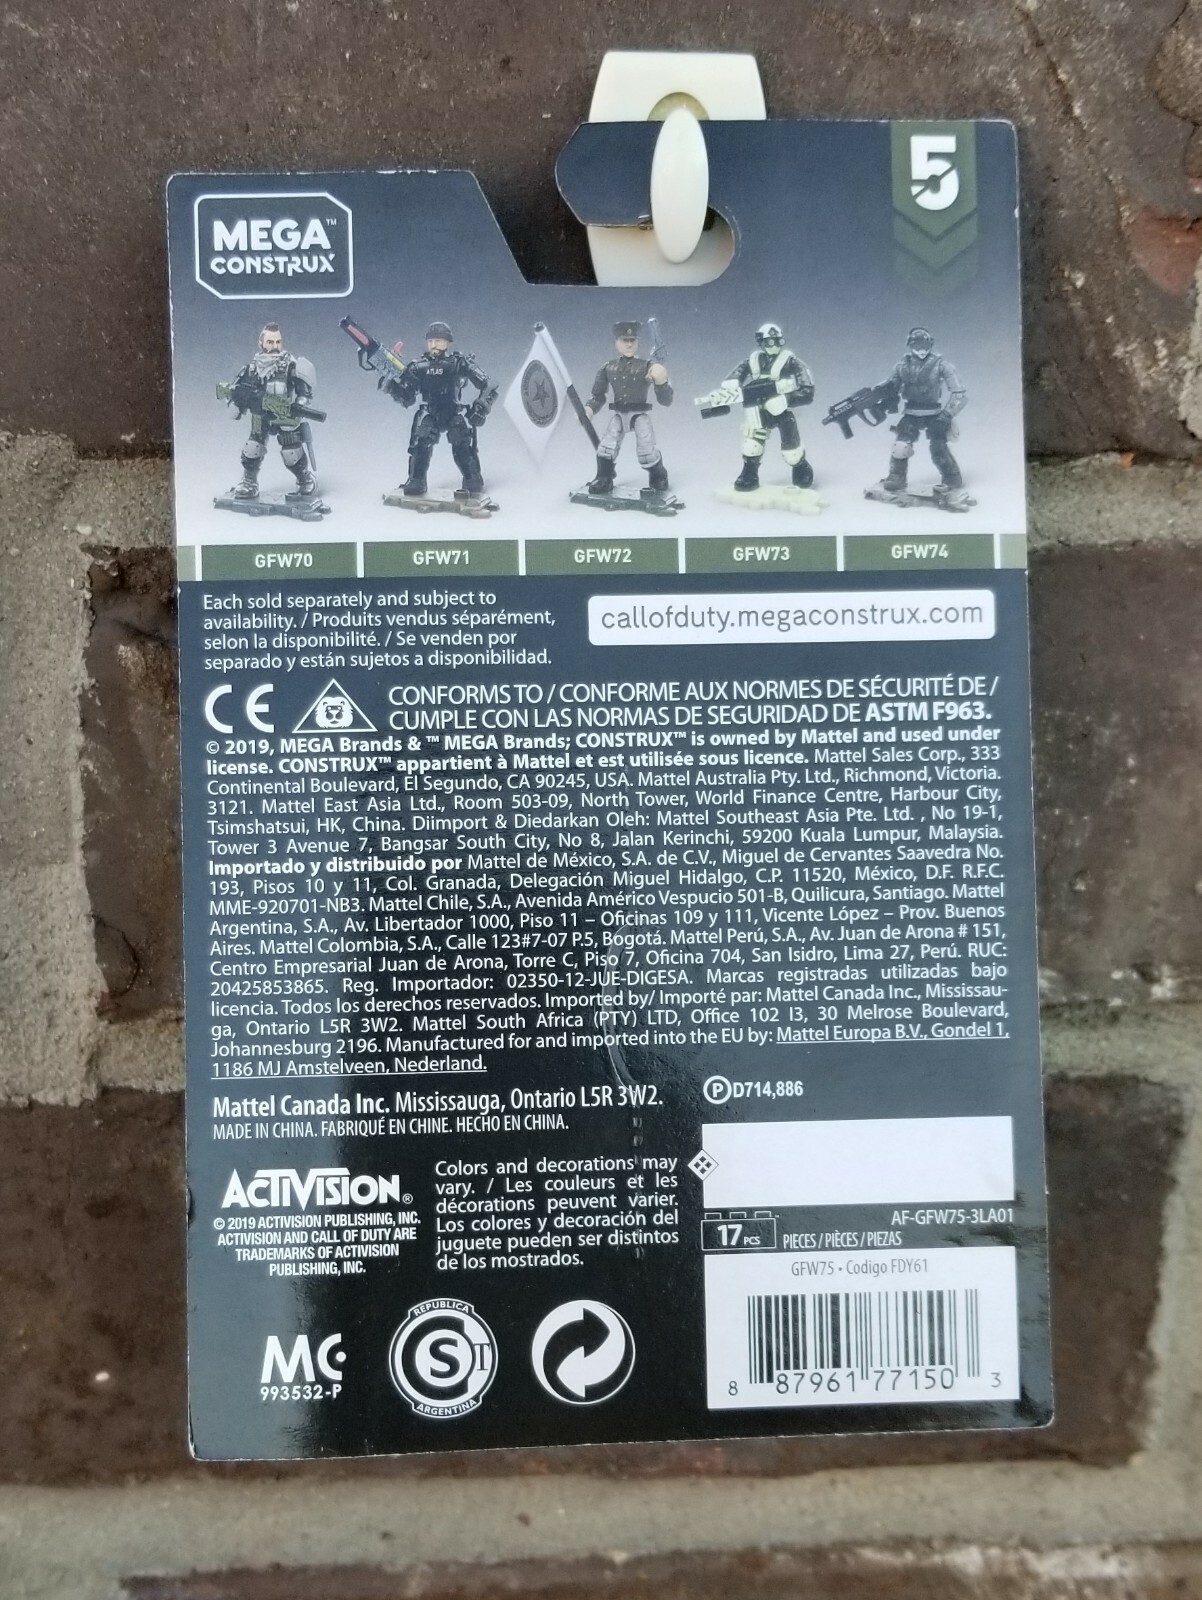 5
MEGA™
CONSTRUX
ATLAS
GFW70
GFW71
GFW72
GFW73
GFW74
Each sold separately and subject to
availability. / Produits vendus séparément,
selon la disponibilité. / Se venden por
separado y están sujetos a disponibilidad.
callofduty.megaconstrux.com
CE
CONFORMS TO / CONFORME AUX NORMES DE SÉCURITÉ DE /
CUMPLE CON LAS NORMAS DE SEGURIDAD DE ASTM F963.
© 2019, MEGA Brands & ™ MEGA Brands; CONSTRUX™ is owned by Mattel and used under
license. CONSTRUX™ appartient à Mattel et est utilisée sous licence. Mattel Sales Corp., 333
Continental Boulevard, El Segundo, CA 90245, USA. Mattel Australia Pty. Ltd., Richmond, Victoria.
3121. Mattel East Asia Ltd., Room 503-09, North Tower, World Finance Centre, Harbour City,
Tsimshatsui, HK, China. Diimport & Diedarkan Oleh: Mattel Southeast Asia Pte. Ltd. , No 19-1,
Tower 3 Avenue 7, Bangsar South City, No 8, Jalan Kerinchi, 59200 Kuala Lumpur, Malaysia.
Importado y distribuido por Mattel de México, S.A. de C.V., Miguel de Cervantes Saavedra No.
193, Pisos 10 y 11, Col. Granada, Delegación Miguel Hidalgo, C.P. 11520, México, D.F. R.F.C.
MME-920701-NB3. Mattel Chile, S.A., Avenida Américo Vespucio 501-B, Quilicura, Santiago. Mattel
Argentina, S.A., Av. Libertador 1000, Piso 11 – Oficinas 109 y 111, Vicente López – Prov. Buenos
Aires. Mattel Colombia, S.A., Calle 123#7-07 P.5, Bogotá. Mattel Perú, S.A., Av. Juan de Arona # 151,
Centro Empresarial Juan de Arona, Torre C, Piso 7, Oficina 704, San Isidro, Lima 27, Perú. RUC:
20425853865. Reg. Importador: 02350-12-JUE-DIGESA. Marcas registradas utilizadas bajo
licencia. Todos los derechos reservados. Imported by/ Importé par: Mattel Canada Inc., Mississau-
ga, Ontario L5R 3W2. Mattel South Africa (PTY) LTD, Office 102 I3, 30 Melrose Boulevard,
Johannesburg 2196. Manufactured for and imported into the EU by: Mattel Europa B.V., Gondel 1,
1186 MJ Amstelveen, Nederland.
Mattel Canada Inc. Mississauga, Ontario L5R 3W2.
MADE IN CHINA. FABRIQUÉ EN CHINE. HECHO EN CHINA.
Ⓟ D714,886
ACTIVISION®
© 2019 ACTIVISION PUBLISHING, INC.
ACTIVISION AND CALL OF DUTY ARE
TRADEMARKS OF ACTIVISION
PUBLISHING, INC.
Colors and decorations may
vary. / Les couleurs et les
décorations peuvent varier.
Los colores y decoración del
juguete pueden ser distintos
de los mostrados.
AF-GFW75-3LA01
17 PCS PIECES / PIÈCES / PIEZAS
GFW75 • Codigo FDY61
8 87961 77150 3
MC
993532-P
REPUBLICA
S T
ARGENTINA